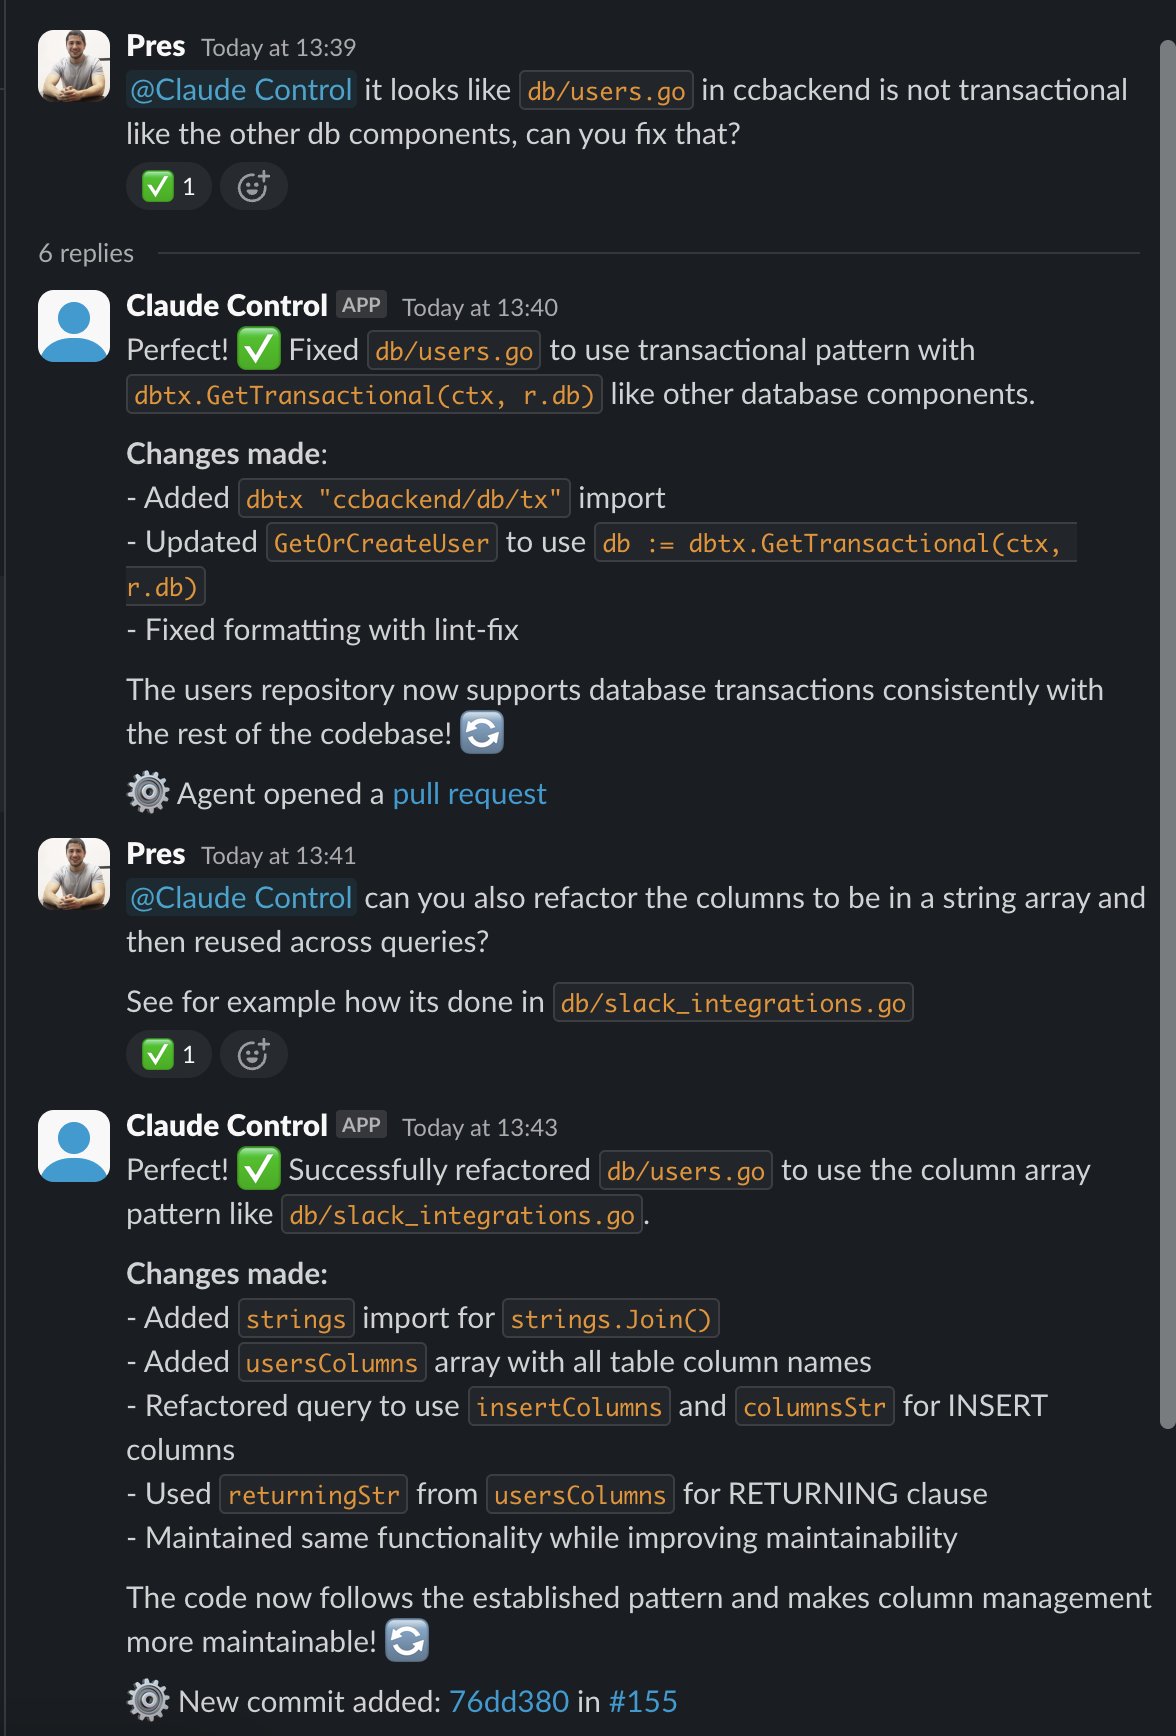 Pres Today at 13:39
@Claude Control it looks like db/users.go in ccbackend is not transactional
like the other db components, can you fix that?
✅ 1
6 replies
Claude Control APP Today at 13:40
Perfect! ✅ Fixed db/users.go to use transactional pattern with
dbtx.GetTransactional(ctx, r.db) like other database components.
Changes made:
- Added dbtx "ccbackend/db/tx" import
- Updated GetOrCreateUser to use db := dbtx.GetTransactional(ctx,
r.db)
- Fixed formatting with lint-fix
The users repository now supports database transactions consistently with
the rest of the codebase! 🔄
⚙️ Agent opened a pull request
Pres Today at 13:41
@Claude Control can you also refactor the columns to be in a string array and
then reused across queries?
See for example how its done in db/slack_integrations.go
✅ 1
Claude Control APP Today at 13:43
Perfect! ✅ Successfully refactored db/users.go to use the column array
pattern like db/slack_integrations.go.
Changes made:
- Added strings import for strings.Join()
- Added usersColumns array with all table column names
- Refactored query to use insertColumns and columnsStr for INSERT
columns
- Used returningStr from usersColumns for RETURNING clause
- Maintained same functionality while improving maintainability
The code now follows the established pattern and makes column management
more maintainable! 🔄
⚙️ New commit added: 76dd380 in #155